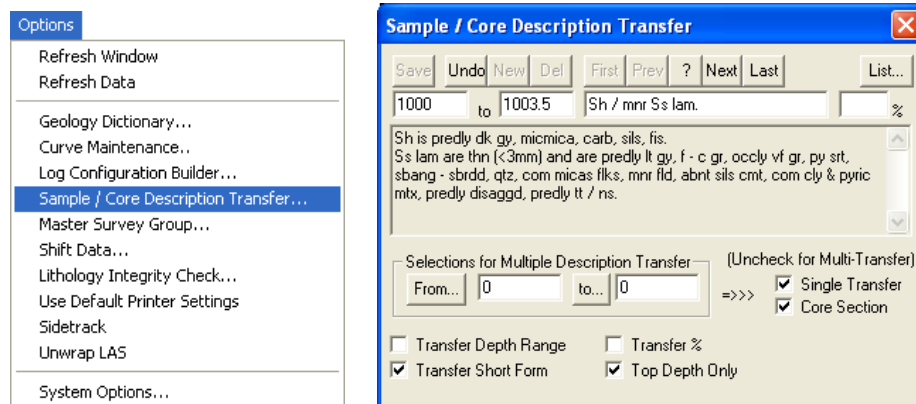 Options
Refresh Window
Refresh Data
Geology Dictionary...
Curve Maintenance..
Log Configuration Builder...
Sample / Core Description Transfer...
Master Survey Group...
Shift Data...
Lithology Integrity Check...
Use Default Printer Settings
Sidetrack
Unwrap LAS
System Options...
Sample / Core Description Transfer
Save Undo New Del First Prev ? Next Last List...
1000 to 1003.5 Sh / mnr Ss lam. %
Sh is predly dk gy, micmica, carb, sils, fis.
Ss lam are thn (<3mm) and are predly lt gy, f - c gr, occly vf gr, py srt,
sbang - sbrdd, qtz, com micas flks, mnr fld, abnt sils cmt, com cly & pyric
mtx, predly disaggd, predly tt / ns.
Selections for Multiple Description Transfer (Uncheck for Multi-Transfer)
From... 0 to... 0 =>>> Single Transfer
Core Section
Transfer Depth Range Transfer %
Transfer Short Form Top Depth Only